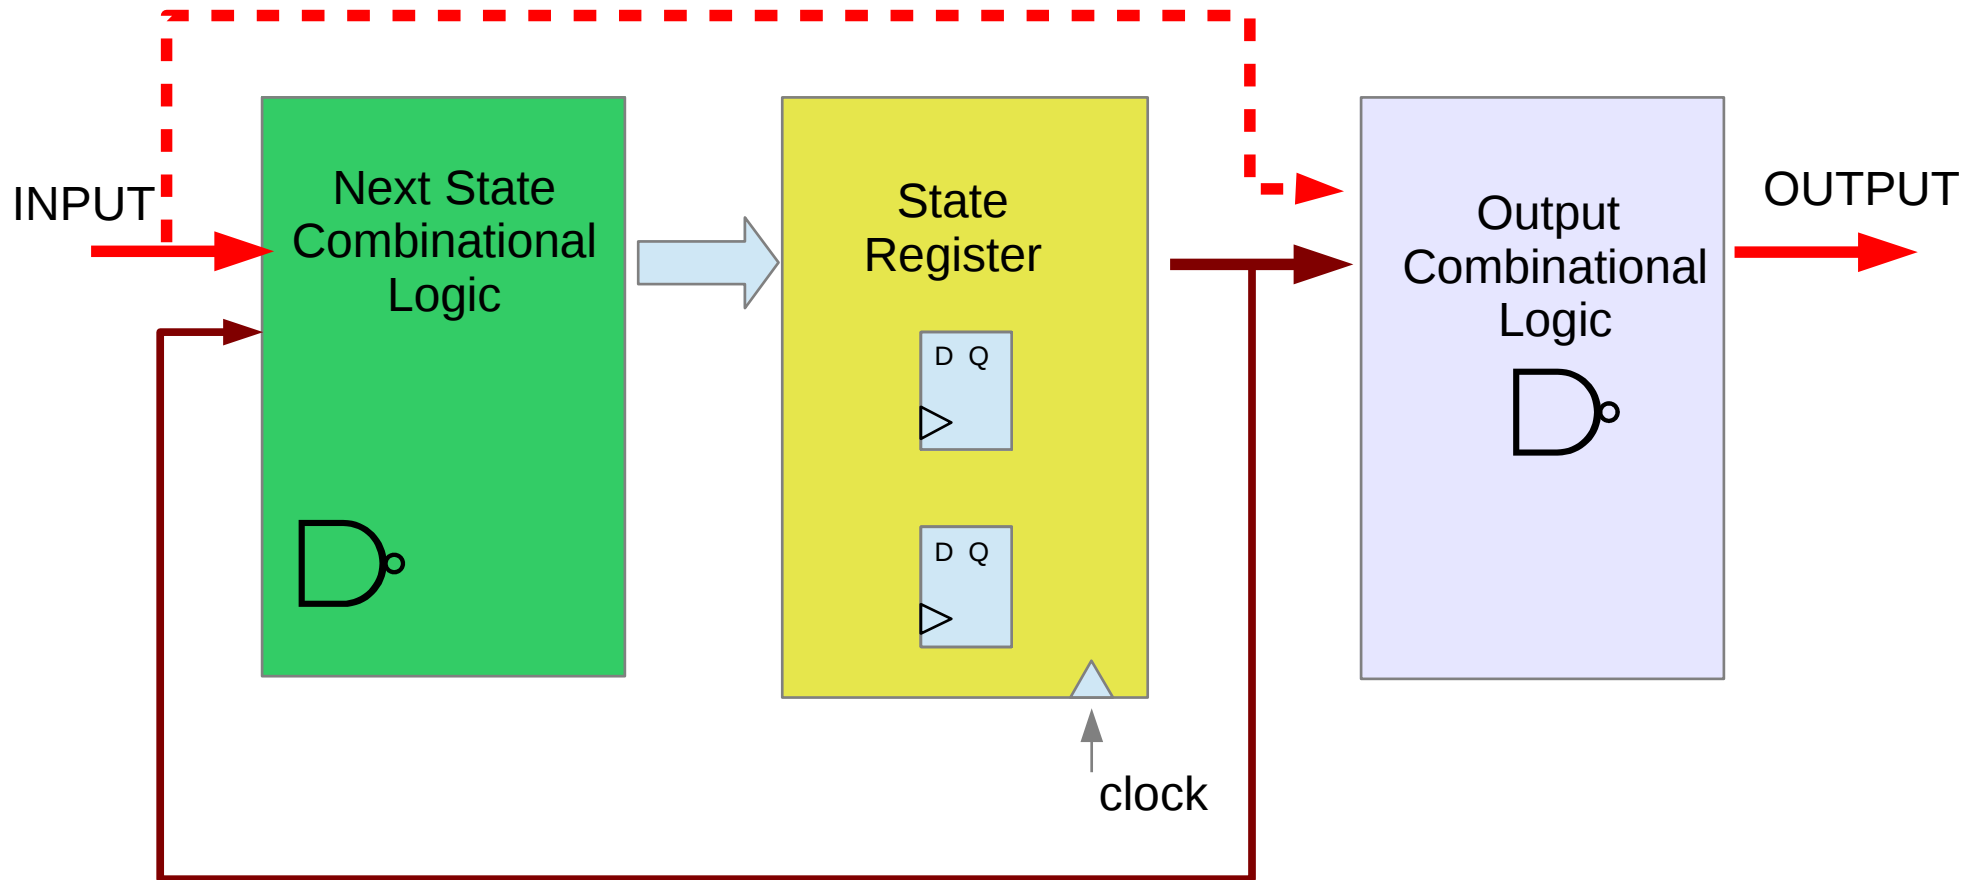 INPUT
Next State
Combinational
Logic
State
Register
D Q
D Q
clock
Output
Combinational
Logic
OUTPUT